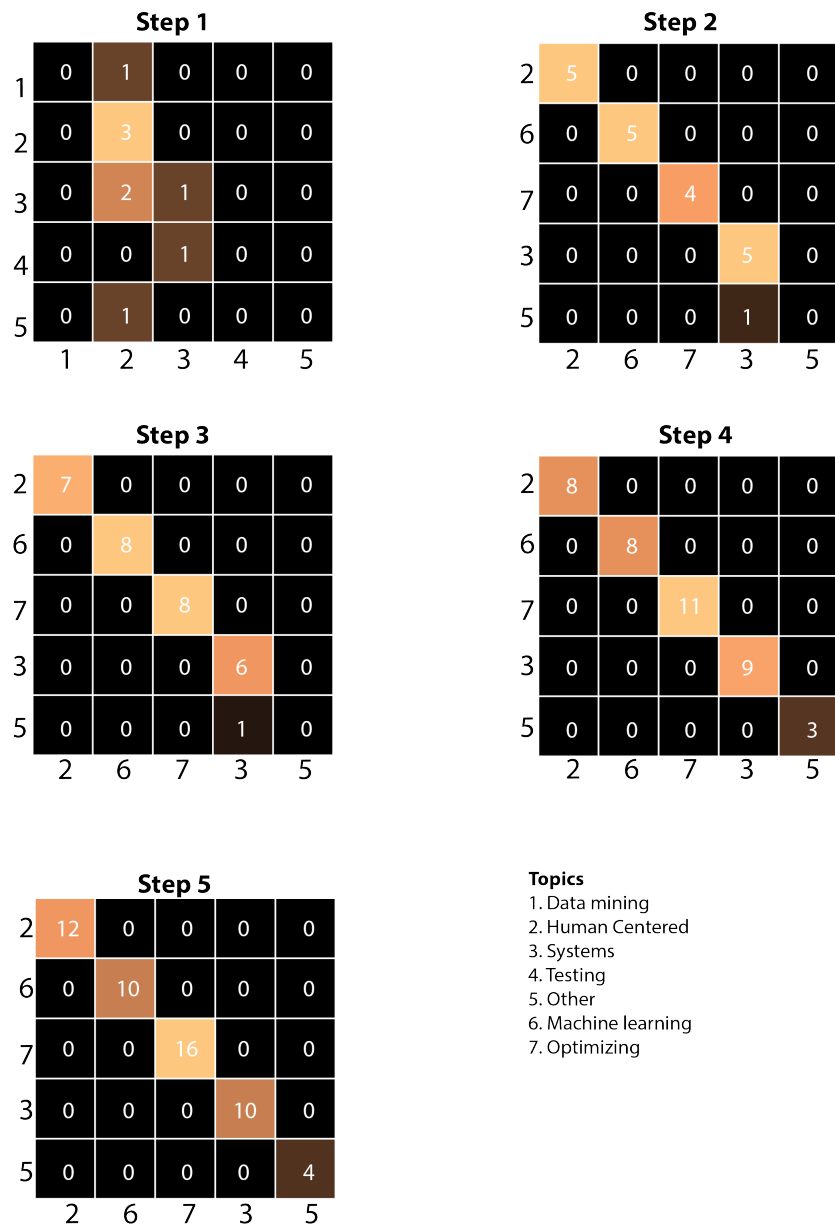 Step 1
1 0 1 0 0 0
2 0 3 0 0 0
3 0 2 1 0 0
4 0 0 1 0 0
5 0 1 0 0 0
1 2 3 4 5
Step 2
2 5 0 0 0 0
6 0 5 0 0 0
7 0 0 4 0 0
3 0 0 0 5 0
5 0 0 0 1 0
2 6 7 3 5
Step 3
2 7 0 0 0 0
6 0 8 0 0 0
7 0 0 8 0 0
3 0 0 0 6 0
5 0 0 0 1 0
2 6 7 3 5
Step 4
2 8 0 0 0 0
6 0 8 0 0 0
7 0 0 11 0 0
3 0 0 0 9 0
5 0 0 0 0 3
2 6 7 3 5
Step 5
2 12 0 0 0 0
6 0 10 0 0 0
7 0 0 16 0 0
3 0 0 0 10 0
5 0 0 0 0 4
2 6 7 3 5
Topics
1. Data mining
2. Human Centered
3. Systems
4. Testing
5. Other
6. Machine learning
7. Optimizing